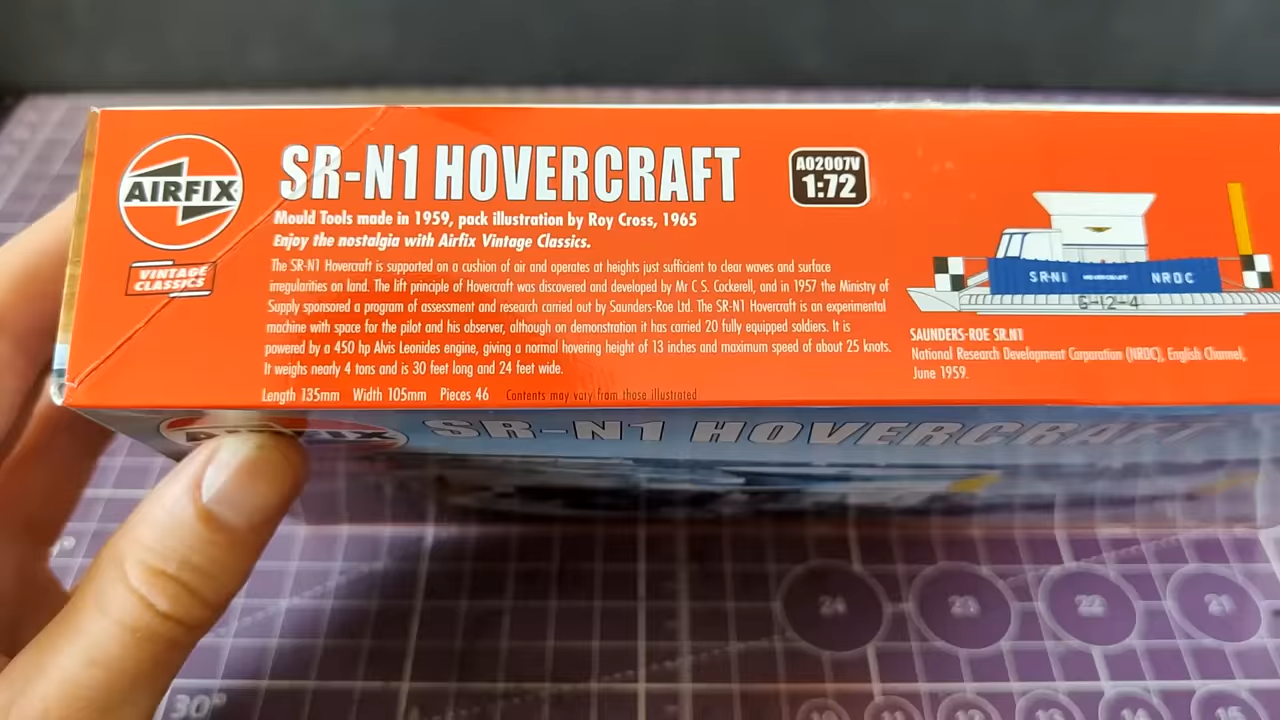 AIRFIX
VINTAGE
CLASSICS
SR-N1 HOVERCRAFT
Mould Tools made in 1959, pack illustration by Roy Cross, 1965
Enjoy the nostalgia with Airfix Vintage Classics.
The SR-N1 Hovercraft is supported on a cushion of air and operates at heights just sufficient to clear waves and surface
irregularities on land. The lift principle of Hovercraft was discovered and developed by Mr C S. Cockerell, and in 1957 the Ministry of
Supply sponsored a program of assessment and research carried out by Saunders-Roe Ltd. The SR-N1 Hovercraft is an experimental
machine with space for the pilot and his observer, although on demonstration it has carried 20 fully equipped soldiers. It is
powered by a 450 hp Alvis Leonides engine, giving a normal hovering height of 13 inches and maximum speed of about 25 knots.
It weighs nearly 4 tons and is 30 feet long and 24 feet wide.
Length 135mm Width 105mm Pieces 46 Contents may vary from those illustrated
A02007V
1:72
SR-N1 HOVERCRAFT NRDC
G-12-4
SAUNDERS-ROE SR.N1
National Research Development Corporation (NRDC), English Channel,
June 1959.
AIRFIX
SR-N1 HOVERCRAFT
24 23 22 21
30°
12 11